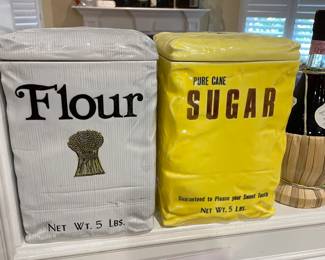 Flour
NET WT. 5 LBS.
PURE CANE
SUGAR
Guaranteed to Please your Sweet Tooth
NET WT. 5 LBS.